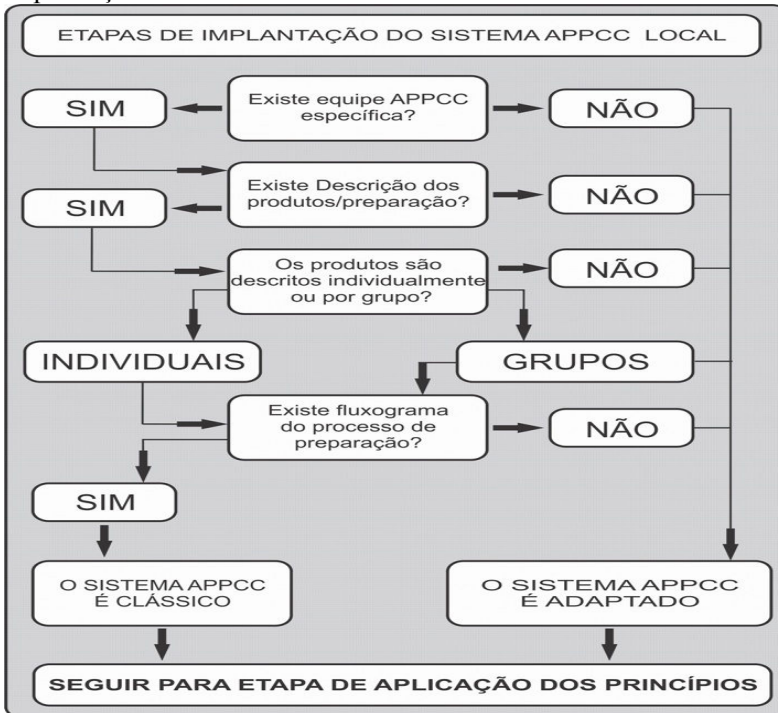 ETAPAS DE IMPLANTAÇÃO DO SISTEMA APPCC LOCAL
SIM
Existe equipe APPCC
específica?
NÃO
SIM
Existe Descrição dos
produtos/preparação?
NÃO
Os produtos são
descritos individualmente
ou por grupo?
NÃO
INDIVIDUAIS
GRUPOS
Existe fluxograma
do processo de
preparação?
NÃO
SIM
O SISTEMA APPCC
É CLÁSSICO
O SISTEMA APPCC
É ADAPTADO
SEGUIR PARA ETAPA DE APLICAÇÃO DOS PRINCÍPIOS